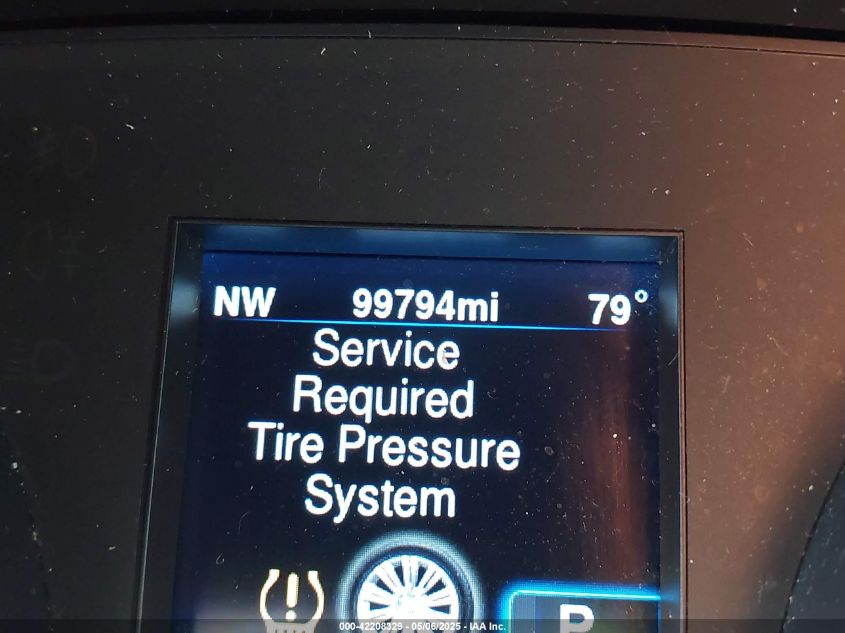 NW 99794mi 79°
Service
Required
Tire Pressure
System
P
000-42208329 - 05/06/2025 - IAA Inc.